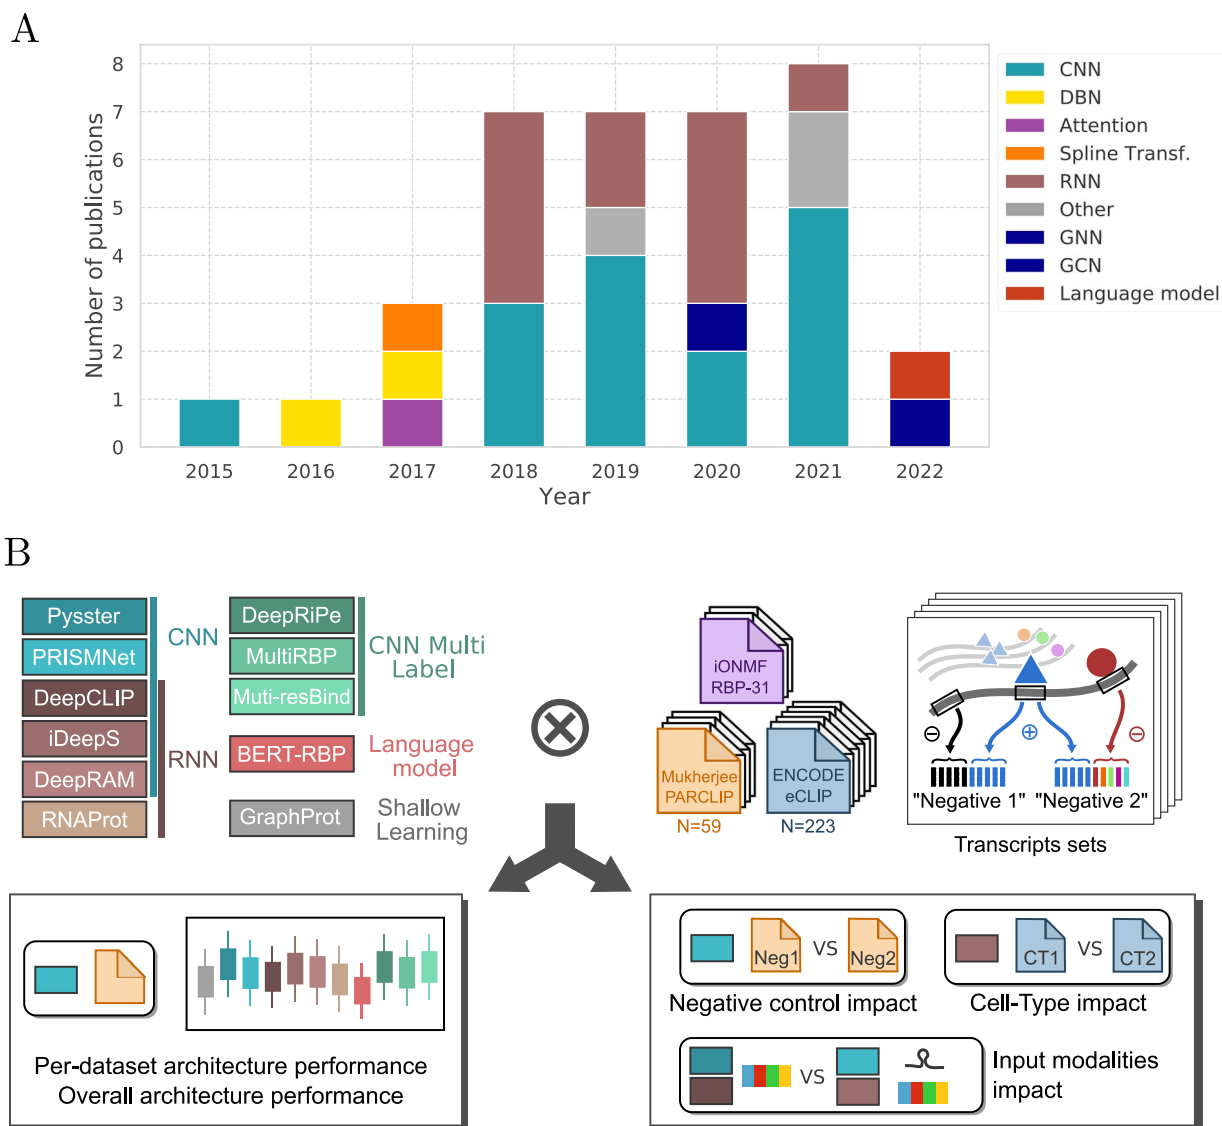 A
Number of publications
8
7
6
5
4
3
2
1
0
2015 2016 2017 2018 2019 2020 2021 2022
Year
CNN
DBN
Attention
Spline Transf.
RNN
Other
GNN
GCN
Language model
B
Pysster
PRISMNet
DeepCLIP
iDeepS
DeepRAM
RNAProt
CNN
RNN
DeepRiPe
MultiRBP
Muti-resBind
CNN Multi
Label
BERT-RBP
Language
model
GraphProt
Shallow
Learning
iONMF
RBP-31
Mukherjee
PARCLIP
N=59
ENCODE
eCLIP
N=223
"Negative 1" "Negative 2"
Transcripts sets
Per-dataset architecture performance
Overall architecture performance
Neg1 VS Neg2
Negative control impact
CT1 VS CT2
Cell-Type impact
VS
Input modalities
impact